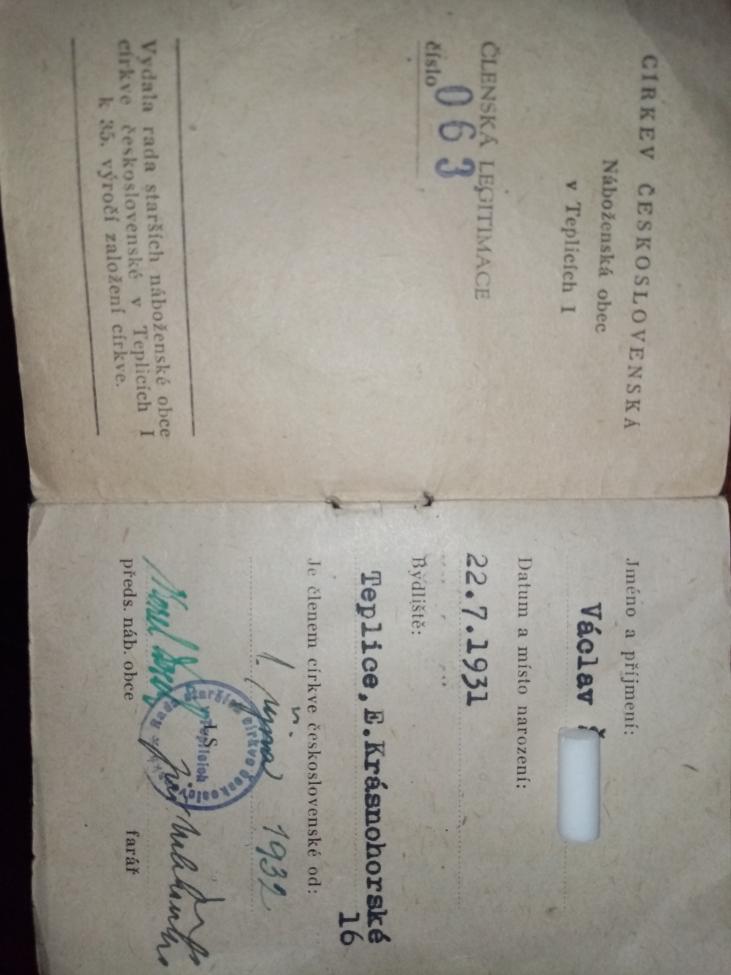 CÍRKEV ČESKOSLOVENSKÁ
Náboženská obec
v Teplicích I
ČLENSKÁ LEGITIMACE
číslo 063
Vydala rada starších náboženské obce
církve československé v Teplicích I
k 35. výročí založení církve.
Jméno a příjmení:
Václav
Datum a místo narození:
22.7.1931
Bydliště:
Teplice, E.Krásnohorské
16
Je členem církve československé od:
1. 1932
předs. náb. obce
farář